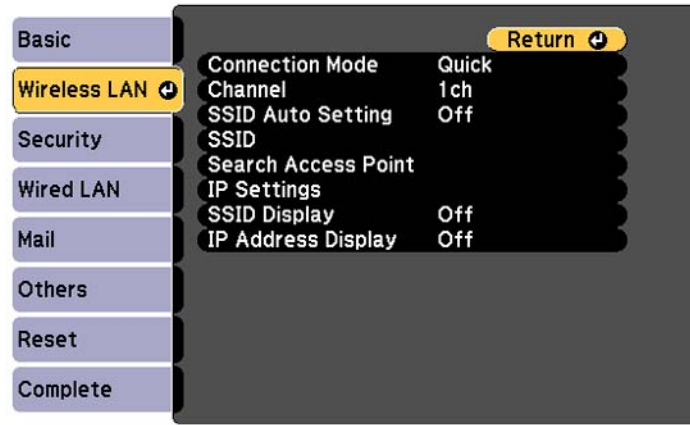 Basic
Wireless LAN
Security
Wired LAN
Mail
Others
Reset
Complete
Return
Connection Mode Quick
Channel 1ch
SSID Auto Setting Off
SSID
Search Access Point
IP Settings
SSID Display Off
IP Address Display Off